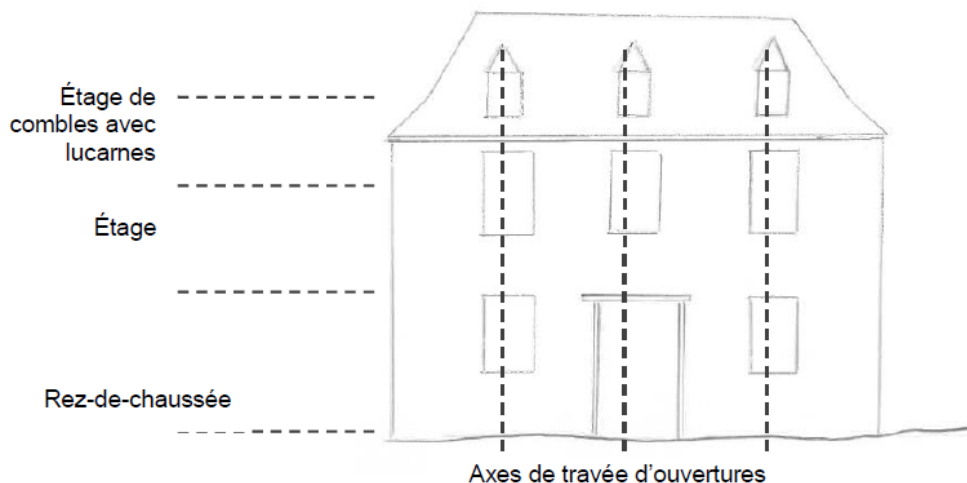 Étage de
combles avec
lucarnes
Étage
Rez-de-chaussée
Axes de travée d'ouvertures